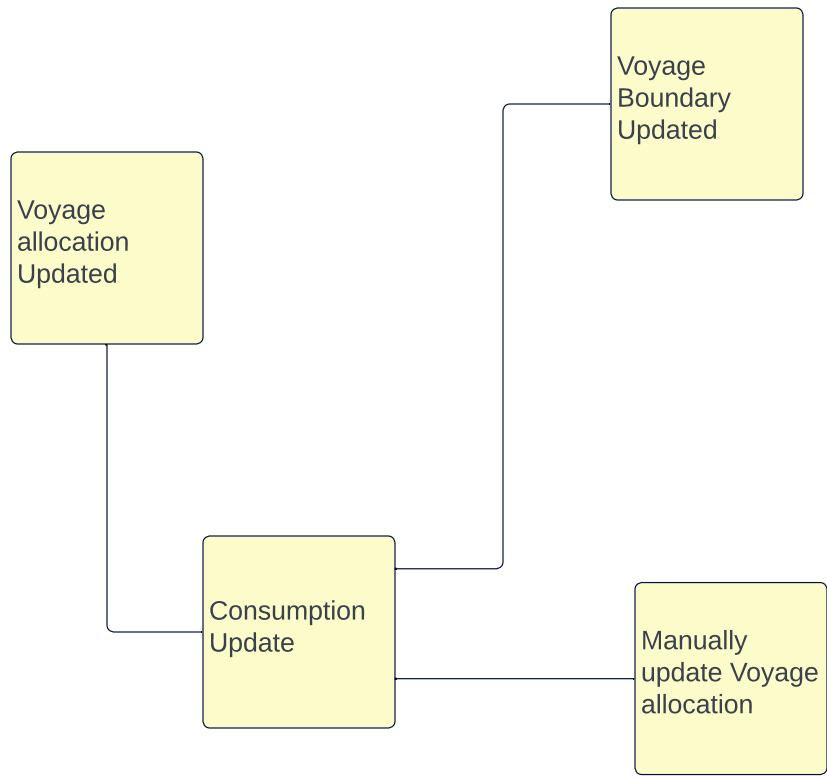 Voyage
Boundary
Updated
Voyage
allocation
Updated
Consumption
Update
Manually
update Voyage
allocation